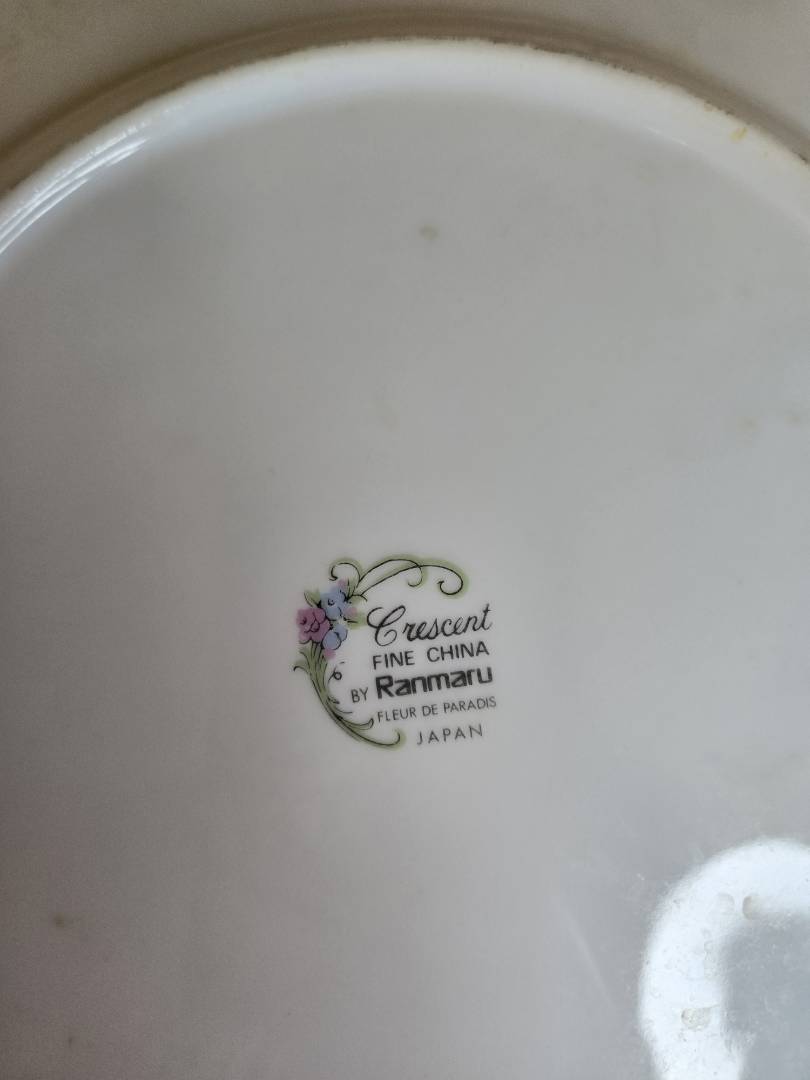 Crescent
FINE CHINA
BY Ranmaru
FLEUR DE PARADIS
JAPAN